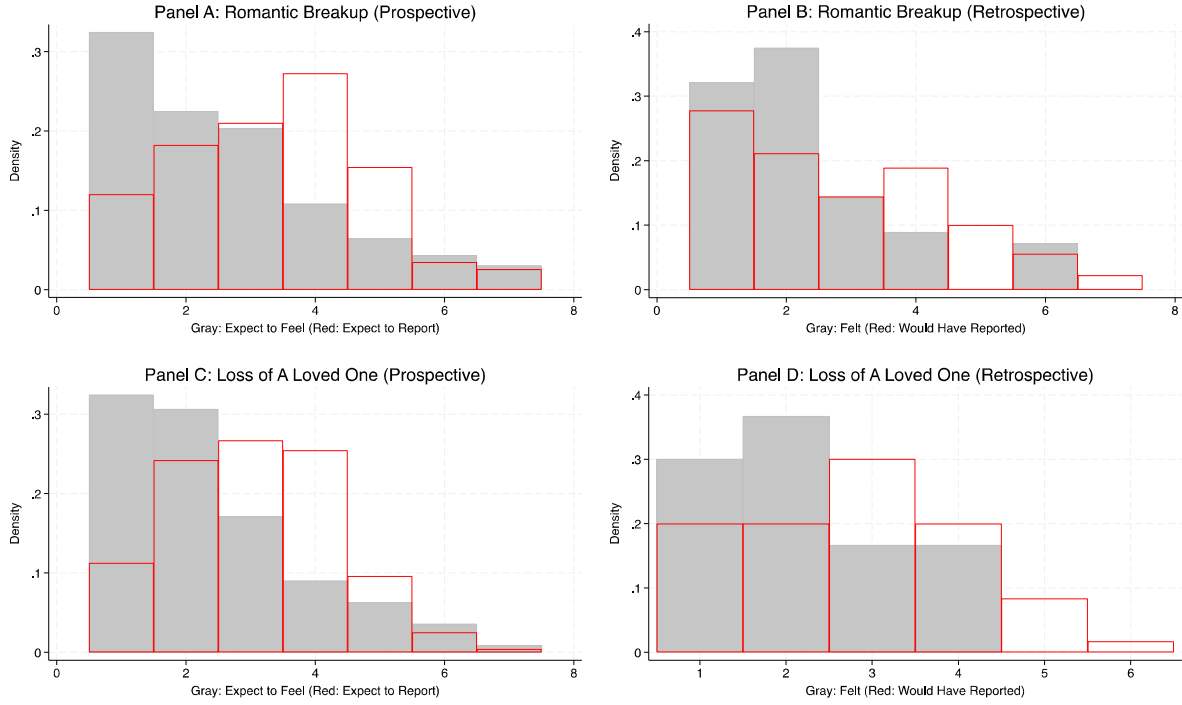 Panel A: Romantic Breakup (Prospective)
.3
.2
.1
0
Density
0 2 4 6 8
Gray: Expect to Feel (Red: Expect to Report)
Panel B: Romantic Breakup (Retrospective)
.4
.3
.2
.1
0
Density
0 2 4 6 8
Gray: Felt (Red: Would Have Reported)
Panel C: Loss of A Loved One (Prospective)
.3
.2
.1
0
Density
0 2 4 6 8
Gray: Expect to Feel (Red: Expect to Report)
Panel D: Loss of A Loved One (Retrospective)
.4
.3
.2
.1
0
Density
1 2 3 4 5 6
Gray: Felt (Red: Would Have Reported)